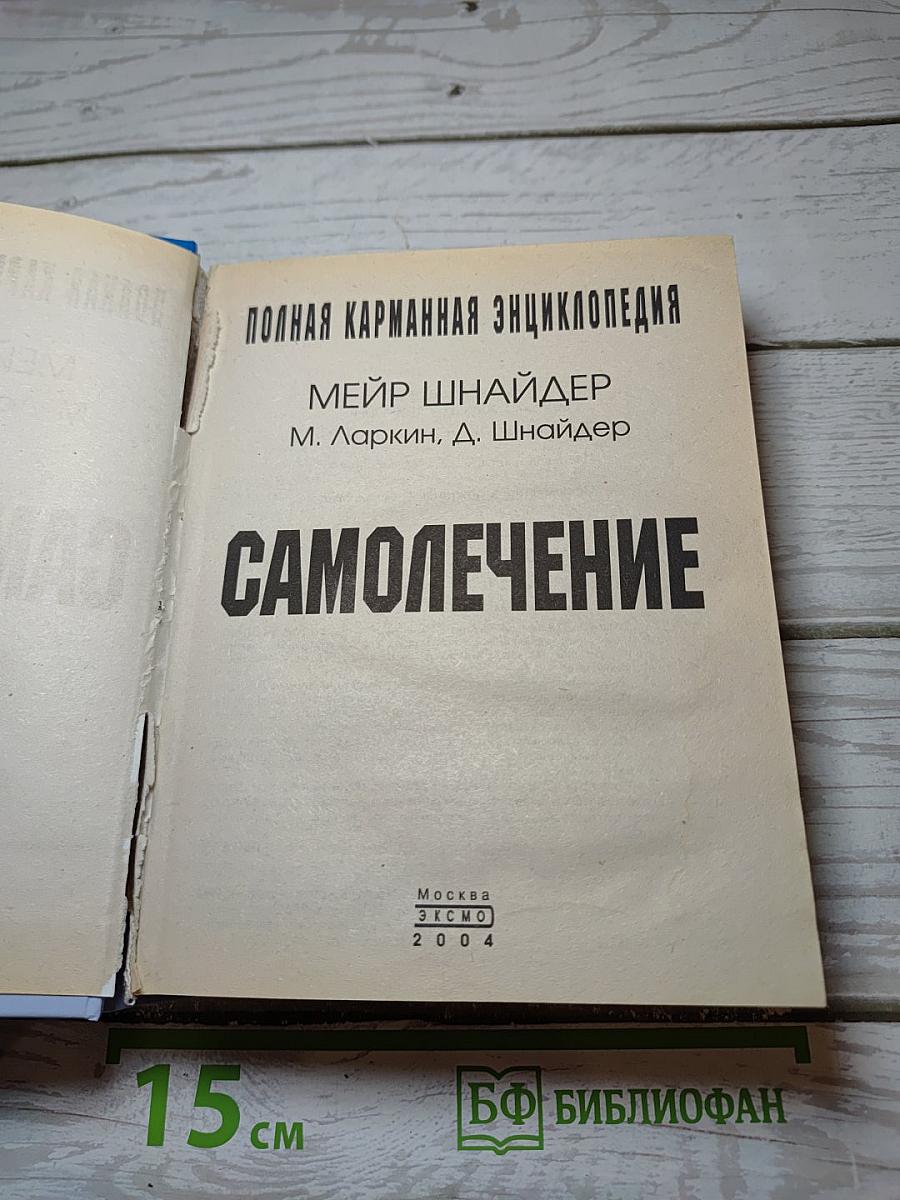 ПОЛНАЯ КАРМАННАЯ ЭНЦИКЛОПЕДИЯ
МЕЙР ШНАЙДЕР
М. Ларкин, Д. Шнайдер
САМОЛЕЧЕНИЕ
Москва
ЭКСМО
2004
15 см
БФ БИБЛИОФАН